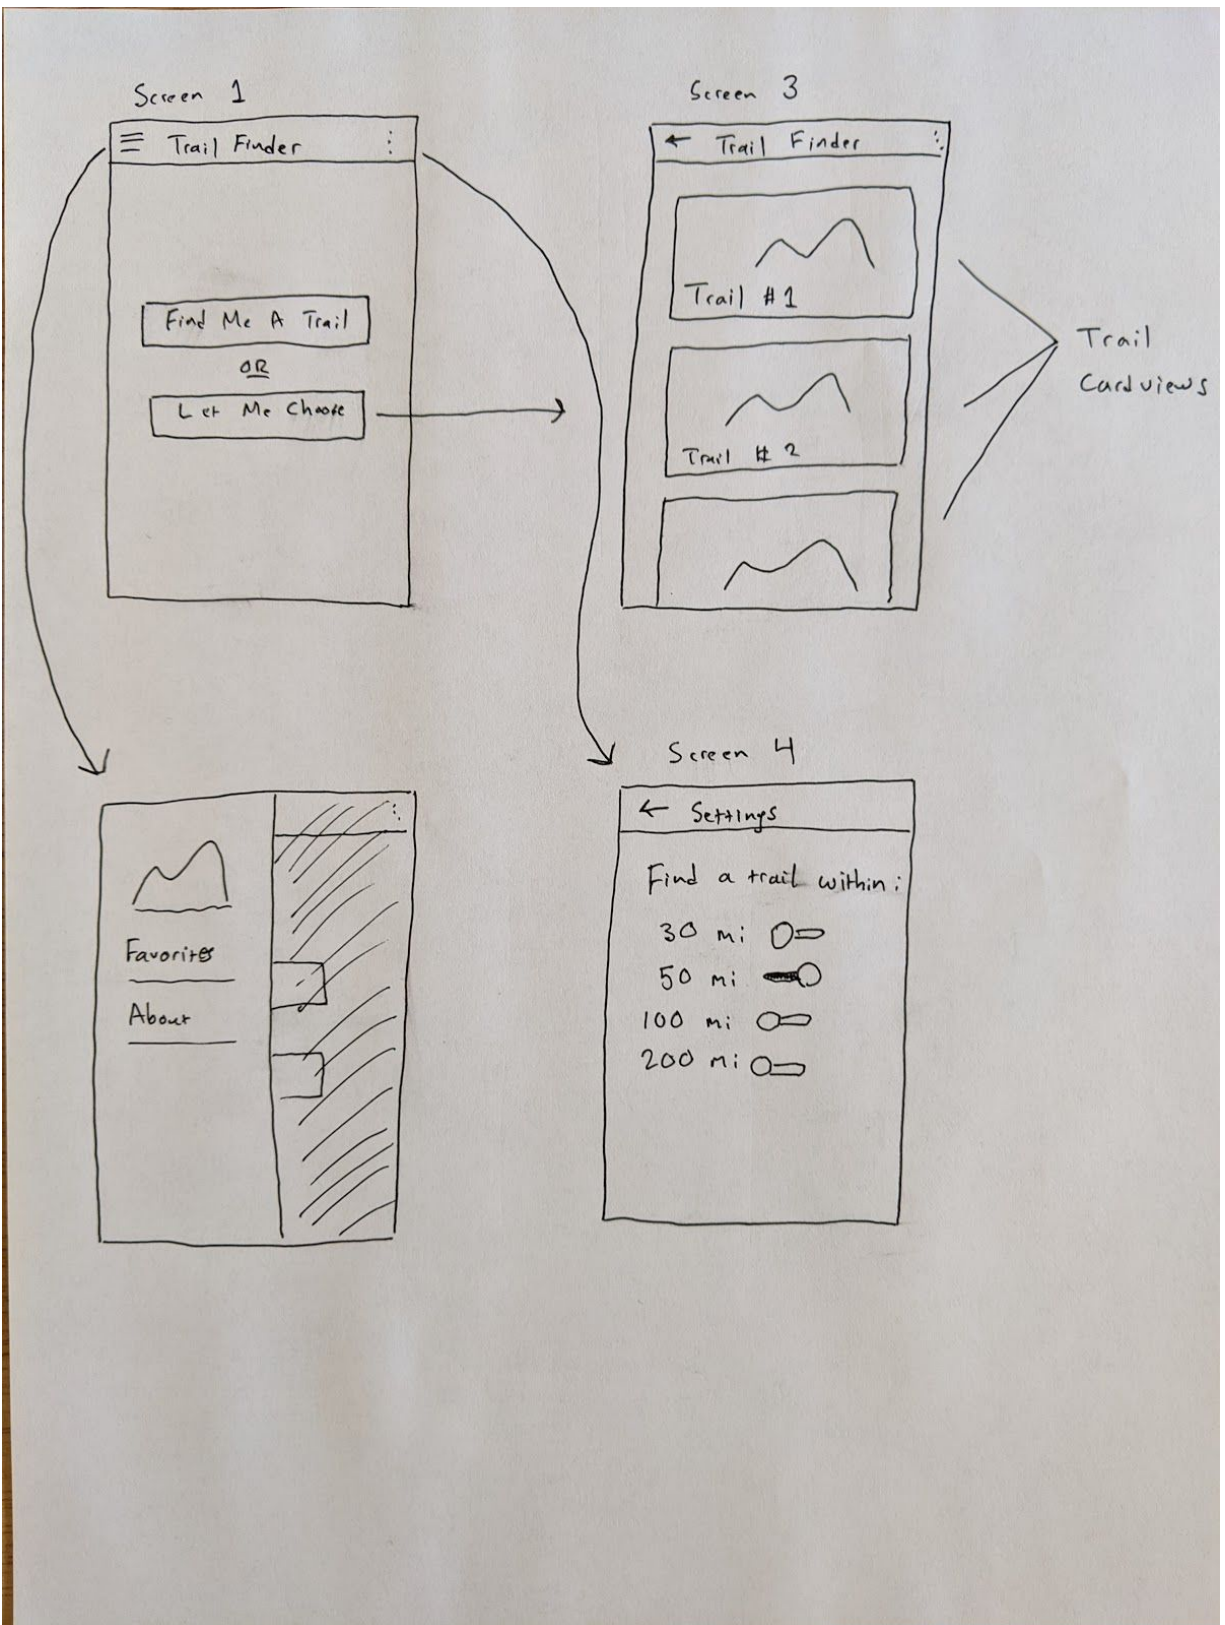 Screen 1
Trail Finder
Find Me A Trail
OR
Let Me Choose
Screen 3
Trail Finder
Trail #1
Trail # 2
Trail
Cardviews
Favorites
About
Screen 4
Settings
Find a trail within:
30 mi
50 mi
100 mi
200 mi